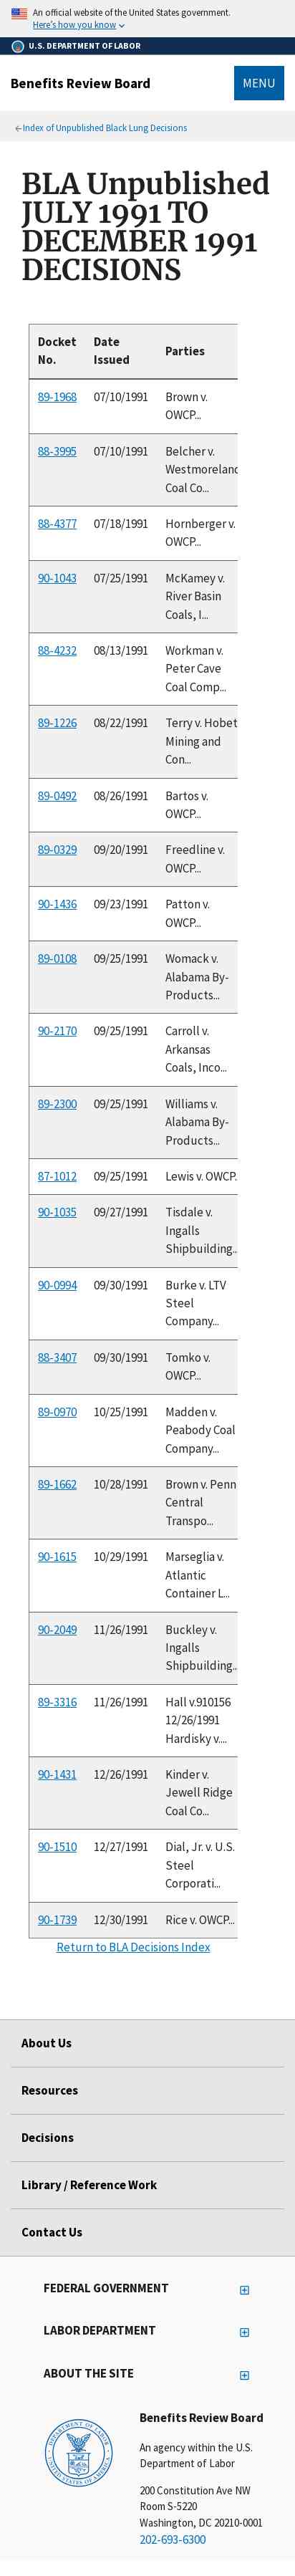 An official website of the United States government.
Here's how you know
U.S. DEPARTMENT OF LABOR
Benefits Review Board
MENU
Index of Unpublished Black Lung Decisions
BLA Unpublished
JULY 1991 TO
DECEMBER 1991
DECISIONS
Docket Date
No. Issued Parties
89-1968 07/10/1991 Brown v.
OWCP...
88-3995 07/10/1991 Belcher v.
Westmoreland
Coal Co...
88-4377 07/18/1991 Hornberger v.
OWCP...
90-1043 07/25/1991 McKamey v.
River Basin
Coals, I...
88-4232 08/13/1991 Workman v.
Peter Cave
Coal Comp...
89-1226 08/22/1991 Terry v. Hobet
Mining and
Con...
89-0492 08/26/1991 Bartos v.
OWCP...
89-0329 09/20/1991 Freedline v.
OWCP...
90-1436 09/23/1991 Patton v.
OWCP...
89-0108 09/25/1991 Womack v.
Alabama By-
Products...
90-2170 09/25/1991 Carroll v.
Arkansas
Coals, Inco...
89-2300 09/25/1991 Williams v.
Alabama By-
Products...
87-1012 09/25/1991 Lewis v. OWCP.
90-1035 09/27/1991 Tisdale v.
Ingalls
Shipbuilding..
90-0994 09/30/1991 Burke v. LTV
Steel
Company...
88-3407 09/30/1991 Tomko v.
OWCP...
89-0970 10/25/1991 Madden v.
Peabody Coal
Company...
89-1662 10/28/1991 Brown v. Penn
Central
Transpo...
90-1615 10/29/1991 Marseglia v.
Atlantic
Container L...
90-2049 11/26/1991 Buckley v.
Ingalls
Shipbuilding..
89-3316 11/26/1991 Hall v.910156
12/26/1991
Hardisky v....
90-1431 12/26/1991 Kinder v.
Jewell Ridge
Coal Co...
90-1510 12/27/1991 Dial, Jr. v. U.S.
Steel
Corporati...
90-1739 12/30/1991 Rice v. OWCP...
Return to BLA Decisions Index
About Us
Resources
Decisions
Library / Reference Work
Contact Us
FEDERAL GOVERNMENT
LABOR DEPARTMENT
ABOUT THE SITE
Benefits Review Board
An agency within the U.S.
Department of Labor
200 Constitution Ave NW
Room S-5220
Washington, DC 20210-0001
202-693-6300